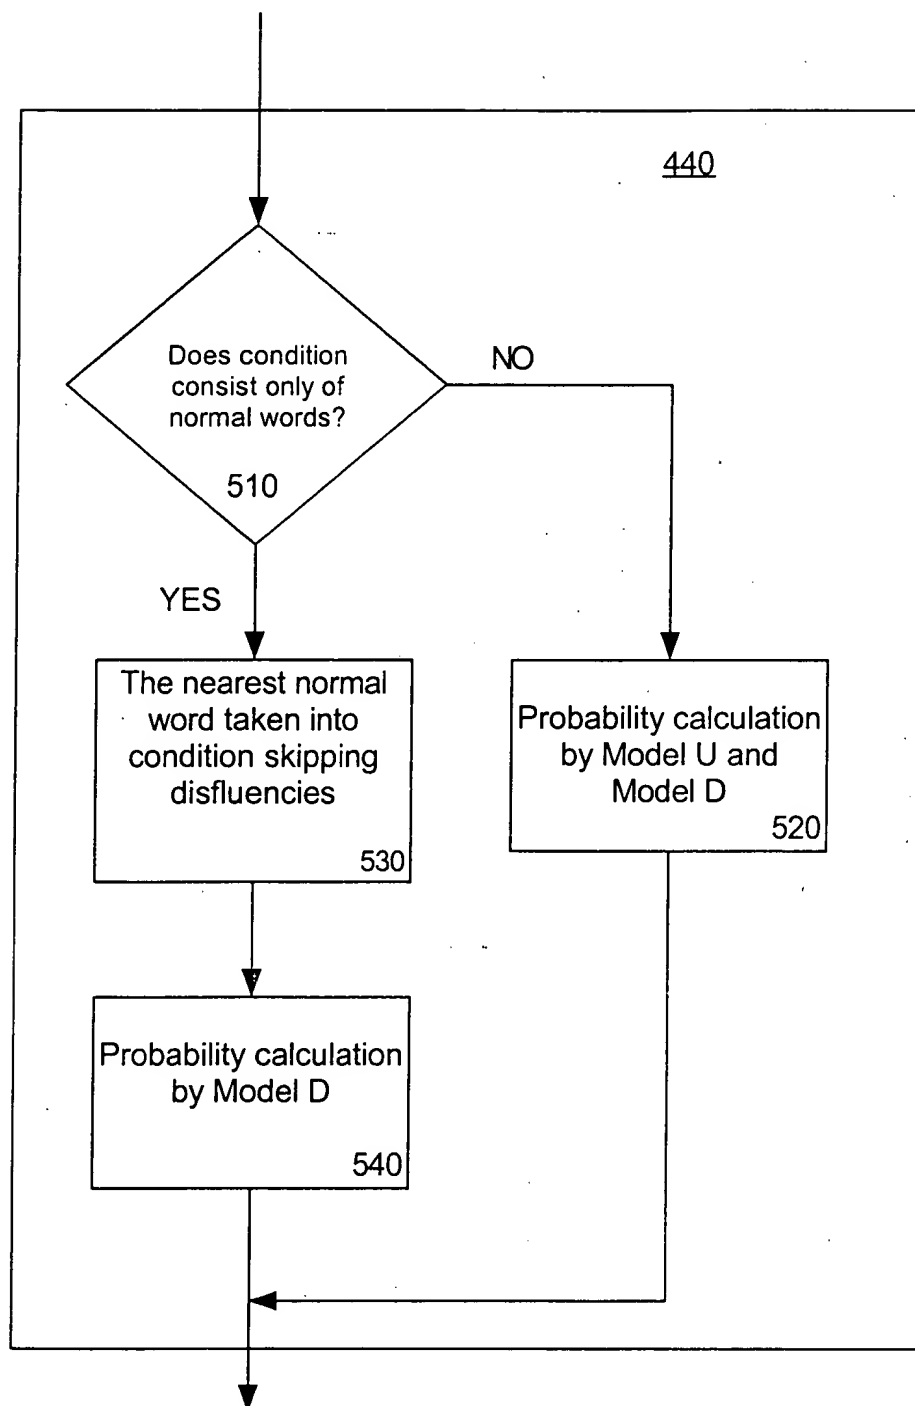 440
Does condition
consist only of
normal words?
510
NO
YES
The nearest normal
word taken into
condition skipping
disfluencies
530
Probability calculation
by Model U and
Model D
520
Probability calculation
by Model D
540